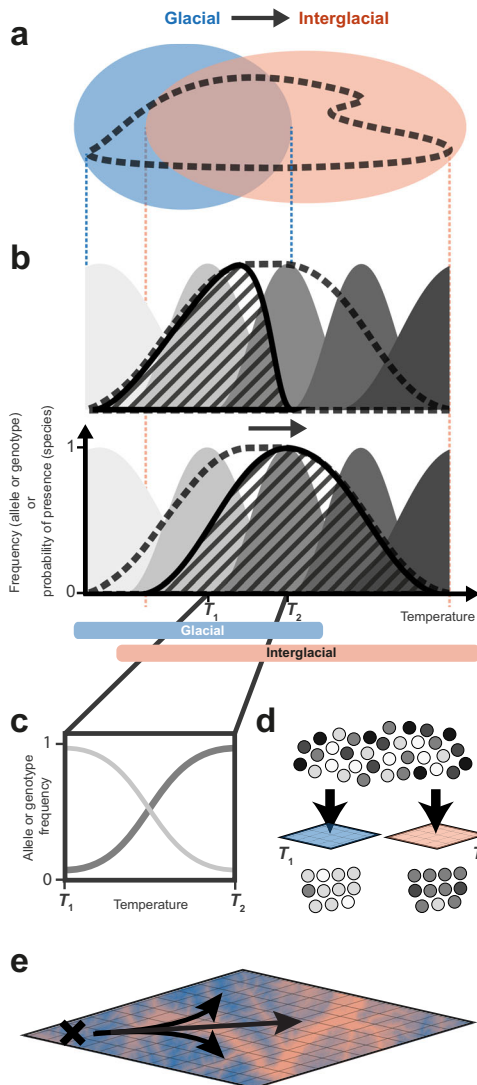 Glacial Interglacial
a
b
Frequency (allele or genotype)
or
probability of presence (species)
1
0
T1 T2 Temperature
Glacial
Interglacial
c
d
Allele or genotype
frequency
1
0
T1 Temperature T2
T1 T
e